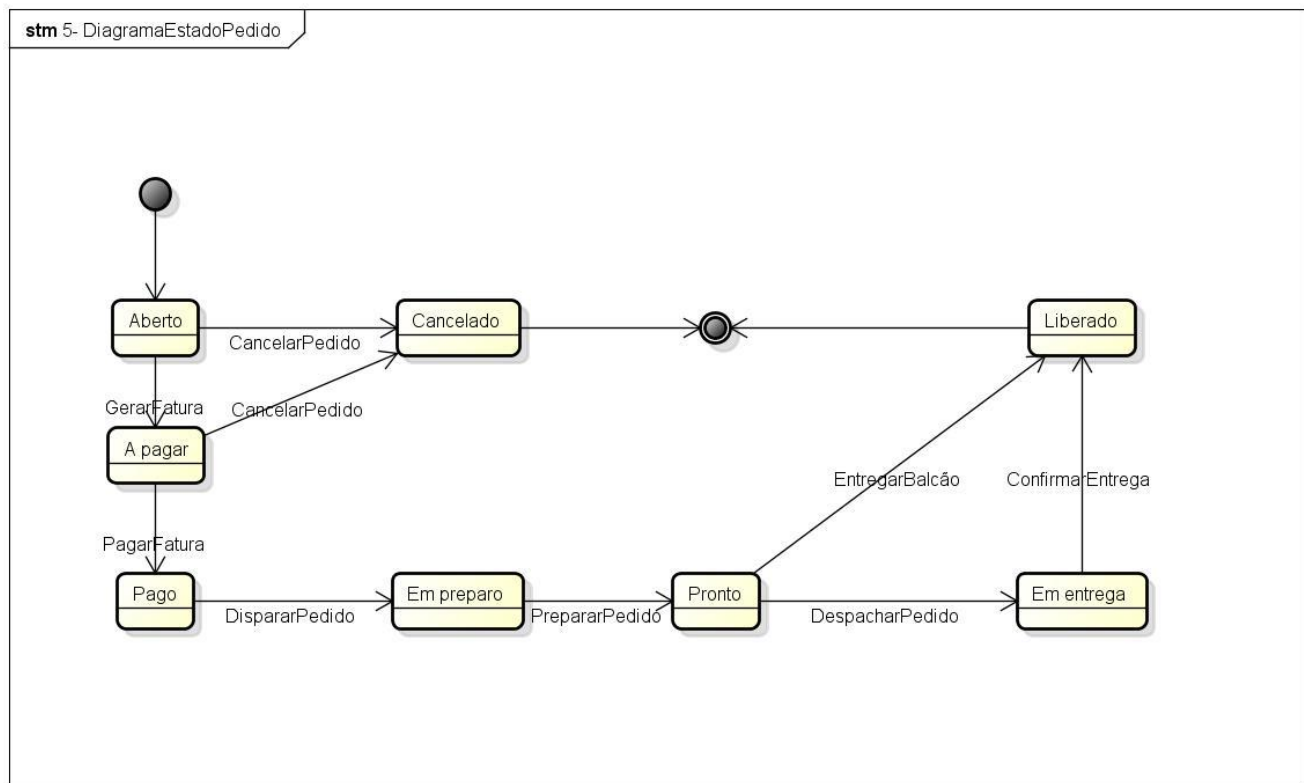 stm 5- DiagramaEstadoPedido
Aberto
Cancelado
Liberado
CancelarPedido
GerarFatura
CancelarPedido
A pagar
EntregarBalcão
ConfirmarEntrega
PagarFatura
Pago
Em preparo
Pronto
Em entrega
DispararPedido
PrepararPedido
DespacharPedido